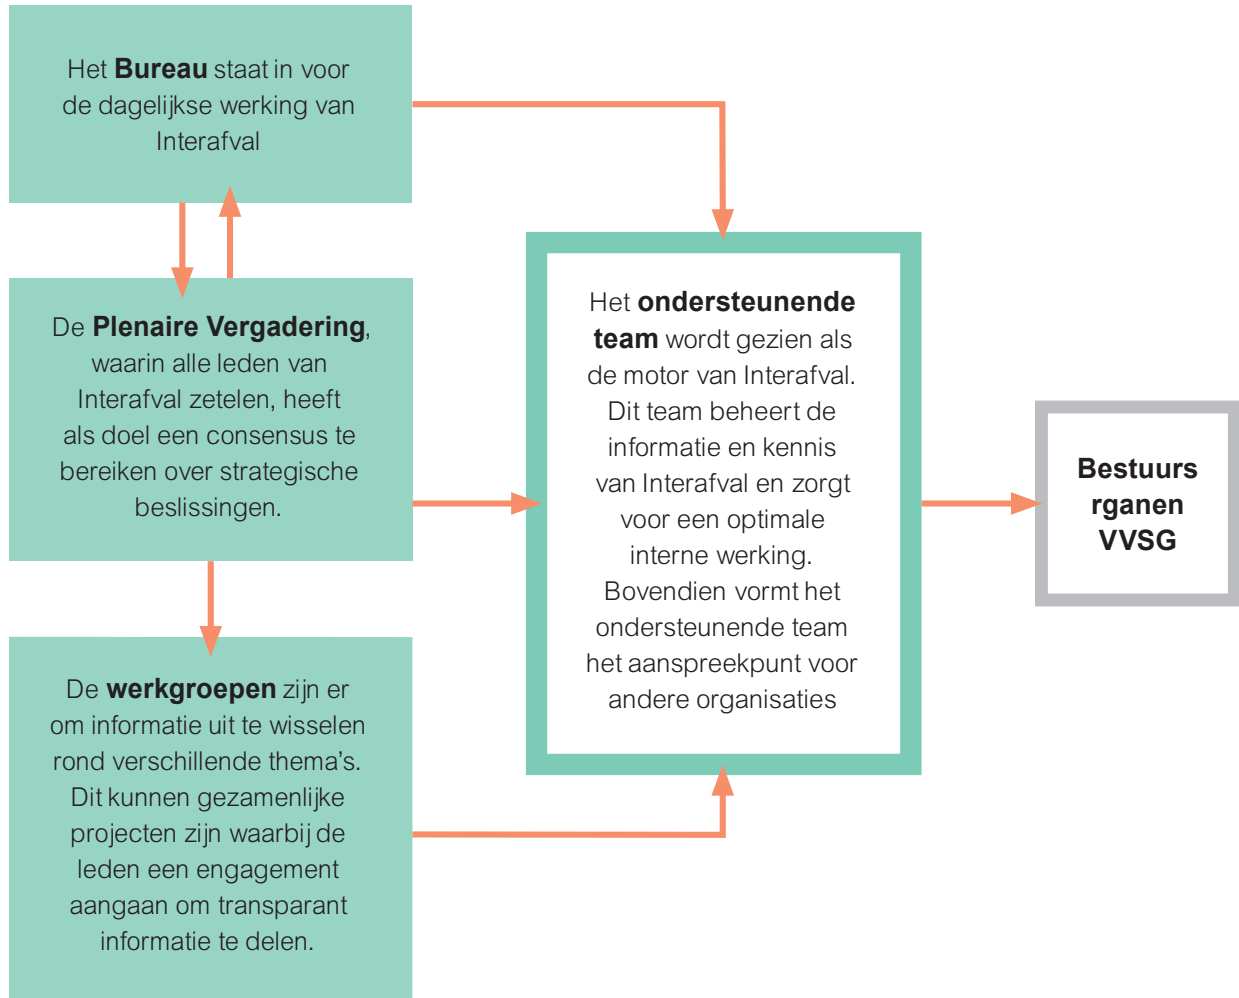 Het Bureau staat in voor
de dagelijkse werking van
Interafval
De Plenaire Vergadering,
waarin alle leden van
Interafval zetelen, heeft
als doel een consensus te
bereiken over strategische
beslissingen.
De werkgroepen zijn er
om informatie uit te wisselen
rond verschillende thema's.
Dit kunnen gezamenlijke
projecten zijn waarbij de
leden een engagement
aangaan om transparant
informatie te delen.
Het ondersteunende
team wordt gezien als
de motor van Interafval.
Dit team beheert de
informatie en kennis
van Interafval en zorgt
voor een optimale
interne werking.
Bovendien vormt het
ondersteunende team
het aanspreekpunt voor
andere organisaties
Bestuurs
rganen
VVSG